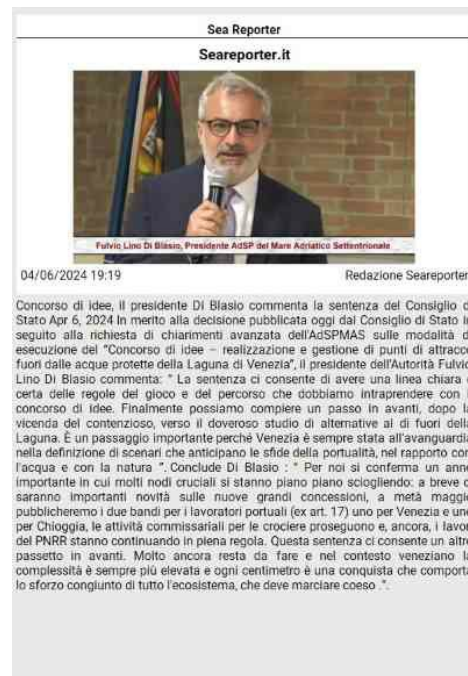 Sea Reporter
Seareporter.it
Fulvio Lino Di Blasio, Presidente AdSP del Mare Adriatico Settentrionale
04/06/2024 19:19 Redazione Seareporter
Concorso di idee, il presidente Di Blasio commenta la sentenza del Consiglio d
Stato Apr 6, 2024 In merito alla decisione pubblicata oggi dal Consiglio di Stato in
seguito alla richiesta di chiarimenti avanzata dell'AdSPMAS sulle modalità d
esecuzione del "Concorso di idee – realizzazione e gestione di punti di attracco
fuori dalle acque protette della Laguna di Venezia", il presidente dell'Autorità Fulvio
Lino Di Blasio commenta: " La sentenza ci consente di avere una linea chiara e
certa delle regole del gioco e del percorso che dobbiamo intraprendere con i
concorso di idee. Finalmente possiamo compiere un passo in avanti, dopo la
vicenda del contenzioso, verso il doveroso studio di alternative al di fuori della
Laguna. È un passaggio importante perché Venezia è sempre stata all'avanguardia
nella definizione di scenari che anticipano le sfide della portualità, nel rapporto con
l'acqua e con la natura ". Conclude Di Blasio : " Per noi si conferma un anno
importante in cui molti nodi cruciali si stanno piano piano sciogliendo: a breve c
saranno importanti novità sulle nuove grandi concessioni, a metà maggio
pubblicheremo i due bandi per i lavoratori portuali (ex art. 17) uno per Venezia e uno
per Chioggia, le attività commissariali per le crociere proseguono e, ancora, i lavor
del PNRR stanno continuando in piena regola. Questa sentenza ci consente un altro
passetto in avanti. Molto ancora resta da fare e nel contesto veneziano la
complessità è sempre più elevata e ogni centimetro è una conquista che comporta
lo sforzo congiunto di tutto l'ecosistema, che deve marciare coeso .".